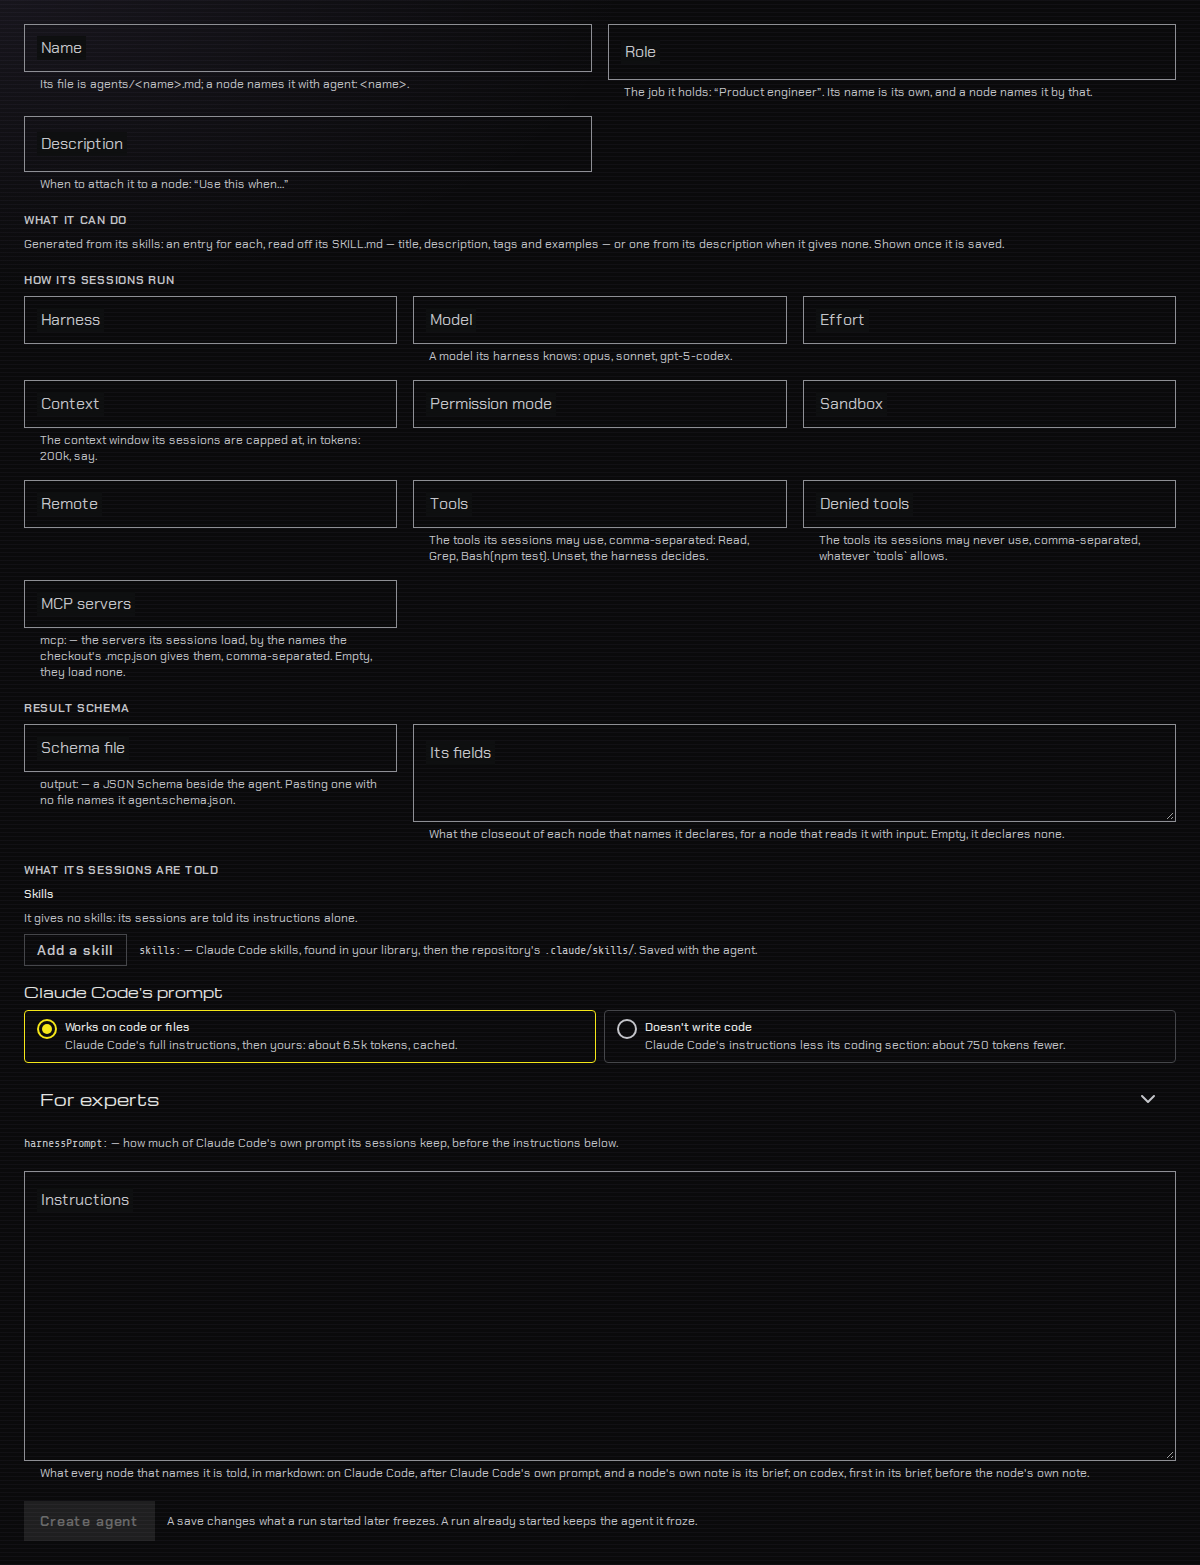 Name
Role
Its file is agents/<name>.md; a node names it with agent: <name>.
The job it holds: “Product engineer”. Its name is its own, and a node names it by that.
Description
When to attach it to a node: “Use this when…”
WHAT IT CAN DO
Generated from its skills: an entry for each, read off its SKILL.md — title, description, tags and examples — or one from its description when it gives none. Shown once it is saved.
HOW ITS SESSIONS RUN
Harness
Model
Effort
A model its harness knows: opus, sonnet, gpt-5-codex.
Context
Permission mode
Sandbox
The context window its sessions are capped at, in tokens:
200k, say.
Remote
Tools
Denied tools
The tools its sessions may use, comma-separated: Read,
Grep, Bash(npm test). Unset, the harness decides.
The tools its sessions may never use, comma-separated,
whatever `tools` allows.
MCP servers
mcp: — the servers its sessions load, by the names the
checkout's .mcp.json gives them, comma-separated. Empty,
they load none.
RESULT SCHEMA
Schema file
Its fields
output: — a JSON Schema beside the agent. Pasting one with
no file names it agent.schema.json.
What the closeout of each node that names it declares, for a node that reads it with input:. Empty, it declares none.
WHAT ITS SESSIONS ARE TOLD
Skills
It gives no skills: its sessions are told its instructions alone.
Add a skill
skills: — Claude Code skills, found in your library, then the repository's .claude/skills/. Saved with the agent.
Claude Code's prompt
Works on code or files
Claude Code's full instructions, then yours: about 6.5k tokens, cached.
Doesn't write code
Claude Code's instructions less its coding section: about 750 tokens fewer.
For experts
harnessPrompt: — how much of Claude Code's own prompt its sessions keep, before the instructions below.
Instructions
What every node that names it is told, in markdown: on Claude Code, after Claude Code's own prompt, and a node's own note is its brief; on codex, first in its brief, before the node's own note.
Create agent
A save changes what a run started later freezes. A run already started keeps the agent it froze.